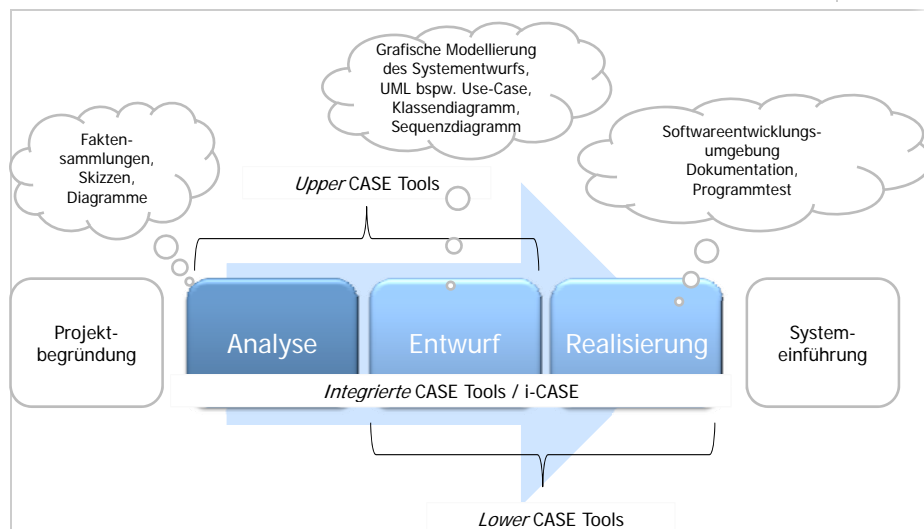 Grafische Modellierung
des Systementwurfs,
UML bspw. Use-Case,
Klassendiagramm,
Sequenzdiagramm
Fakten-
sammlungen,
Skizzen,
Diagramme
Softwareentwicklungs-
umgebung
Dokumentation,
Programmtest
Upper CASE Tools
Projekt-
begründung
Analyse
Entwurf
Realisierung
System-
einführung
Integrierte CASE Tools / i-CASE
Lower CASE Tools